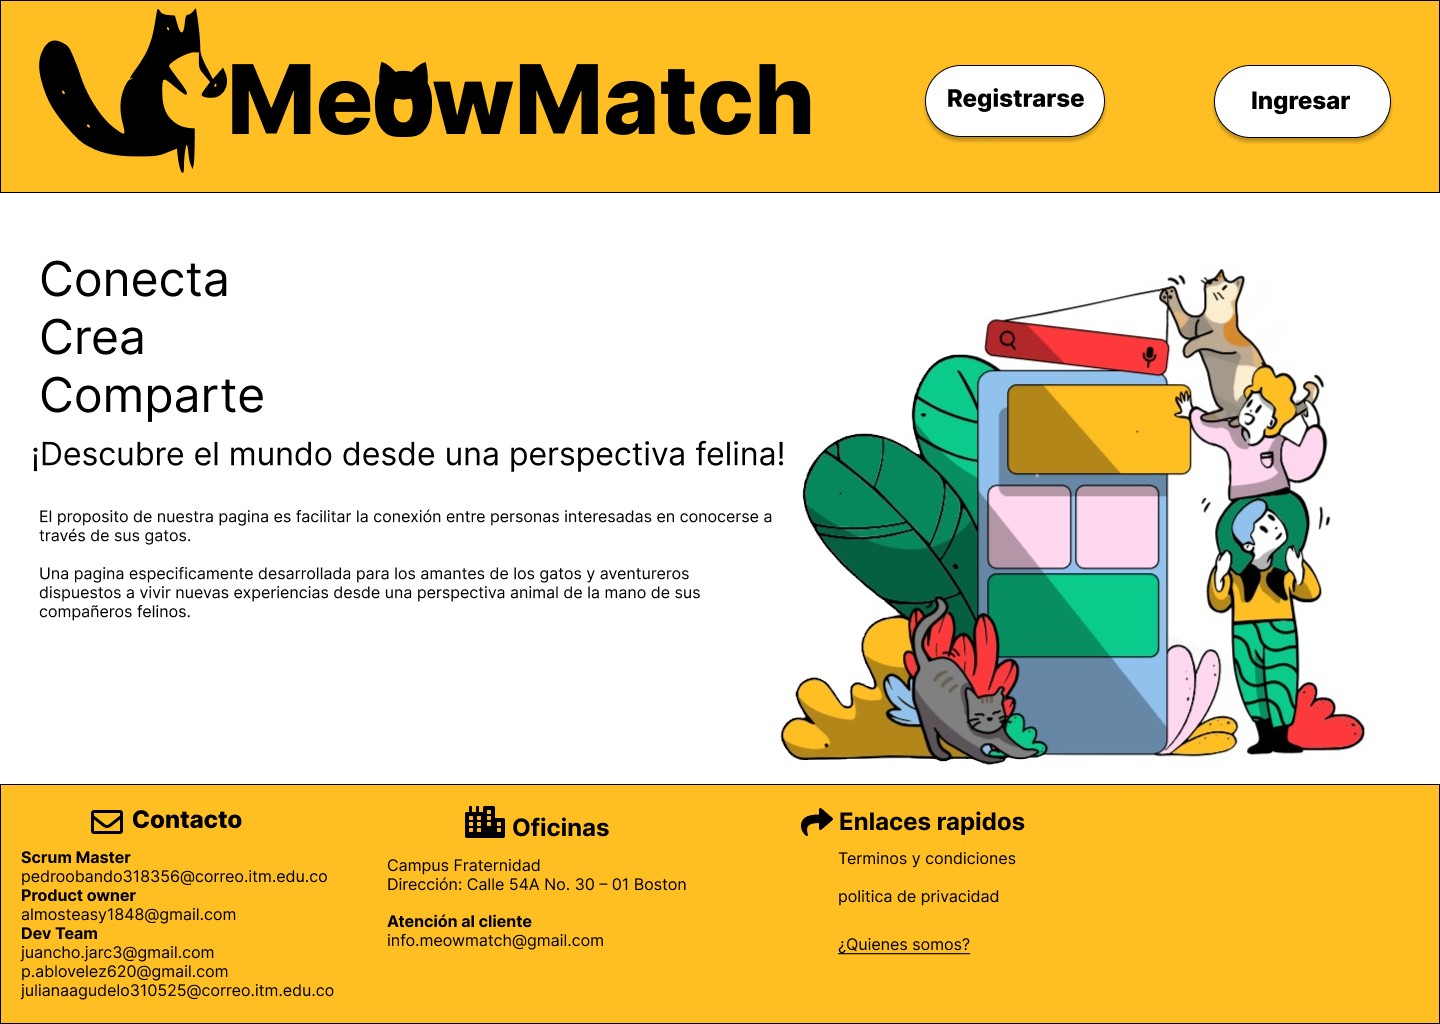 MeowMatch
Registrarse
Ingresar
Conecta
Crea
Comparte
¡Descubre el mundo desde una perspectiva felina!
El proposito de nuestra pagina es facilitar la conexión entre personas interesadas en conocerse a
través de sus gatos.
Una pagina especificamente desarrollada para los amantes de los gatos y aventureros
dispuestos a vivir nuevas experiencias desde una perspectiva animal de la mano de sus
compañeros felinos.
Contacto
Scrum Master
pedroobando318356@correo.itm.edu.co
Product owner
almosteasy1848@gmail.com
Dev Team
juancho.jarc3@gmail.com
p.ablovelez620@gmail.com
julianaagudelo310525@correo.itm.edu.co
Oficinas
Campus Fraternidad
Dirección: Calle 54A No. 30 – 01 Boston
Atención al cliente
info.meowmatch@gmail.com
Enlaces rapidos
Terminos y condiciones
politica de privacidad
¿Quienes somos?